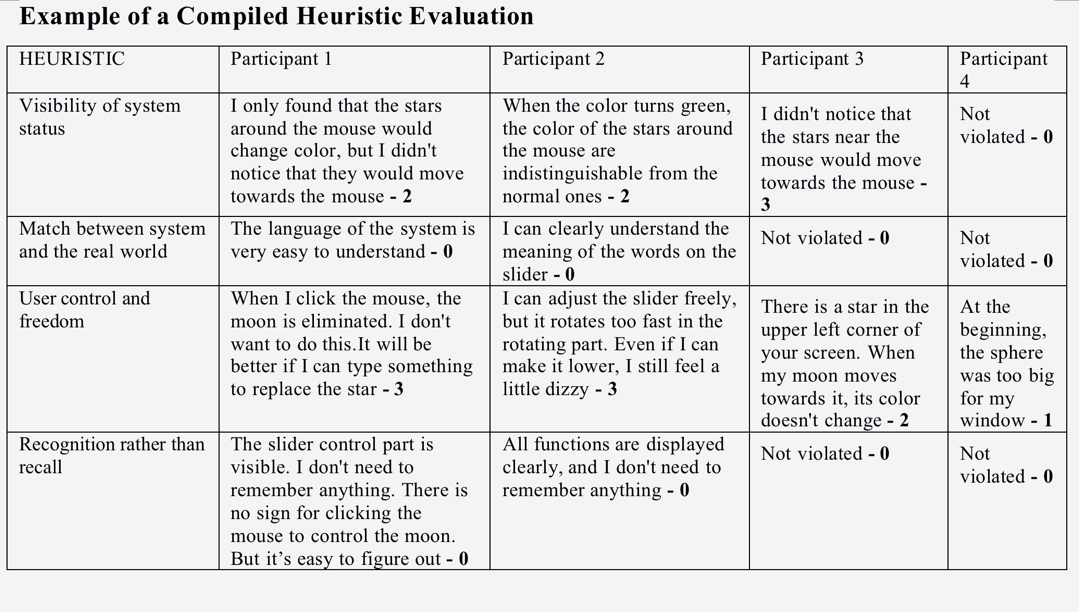 Example of a Compiled Heuristic Evaluation
HEURISTIC
Participant 1
Participant 2
Participant 3
Participant
4
Visibility of system
status
I only found that the stars
around the mouse would
change color, but I didn't
notice that they would move
towards the mouse - 2
When the color turns green,
the color of the stars around
the mouse are
indistinguishable from the
normal ones - 2
I didn't notice that
the stars near the
mouse would move
towards the mouse -
3
Not
violated - 0
Match between system
and the real world
The language of the system is
very easy to understand - 0
I can clearly understand the
meaning of the words on the
slider - 0
Not violated - 0
Not
violated - 0
User control and
freedom
When I click the mouse, the
moon is eliminated. I don't
want to do this.It will be
better if I can type something
to replace the star - 3
I can adjust the slider freely,
but it rotates too fast in the
rotating part. Even if I can
make it lower, I still feel a
little dizzy - 3
There is a star in the
upper left corner of
your screen. When
my moon moves
towards it, its color
doesn't change - 2
At the
beginning,
the sphere
was too big
for my
window - 1
Recognition rather than
recall
The slider control part is
visible. I don't need to
remember anything. There is
no sign for clicking the
mouse to control the moon.
But it’s easy to figure out - 0
All functions are displayed
clearly, and I don't need to
remember anything - 0
Not violated - 0
Not
violated - 0